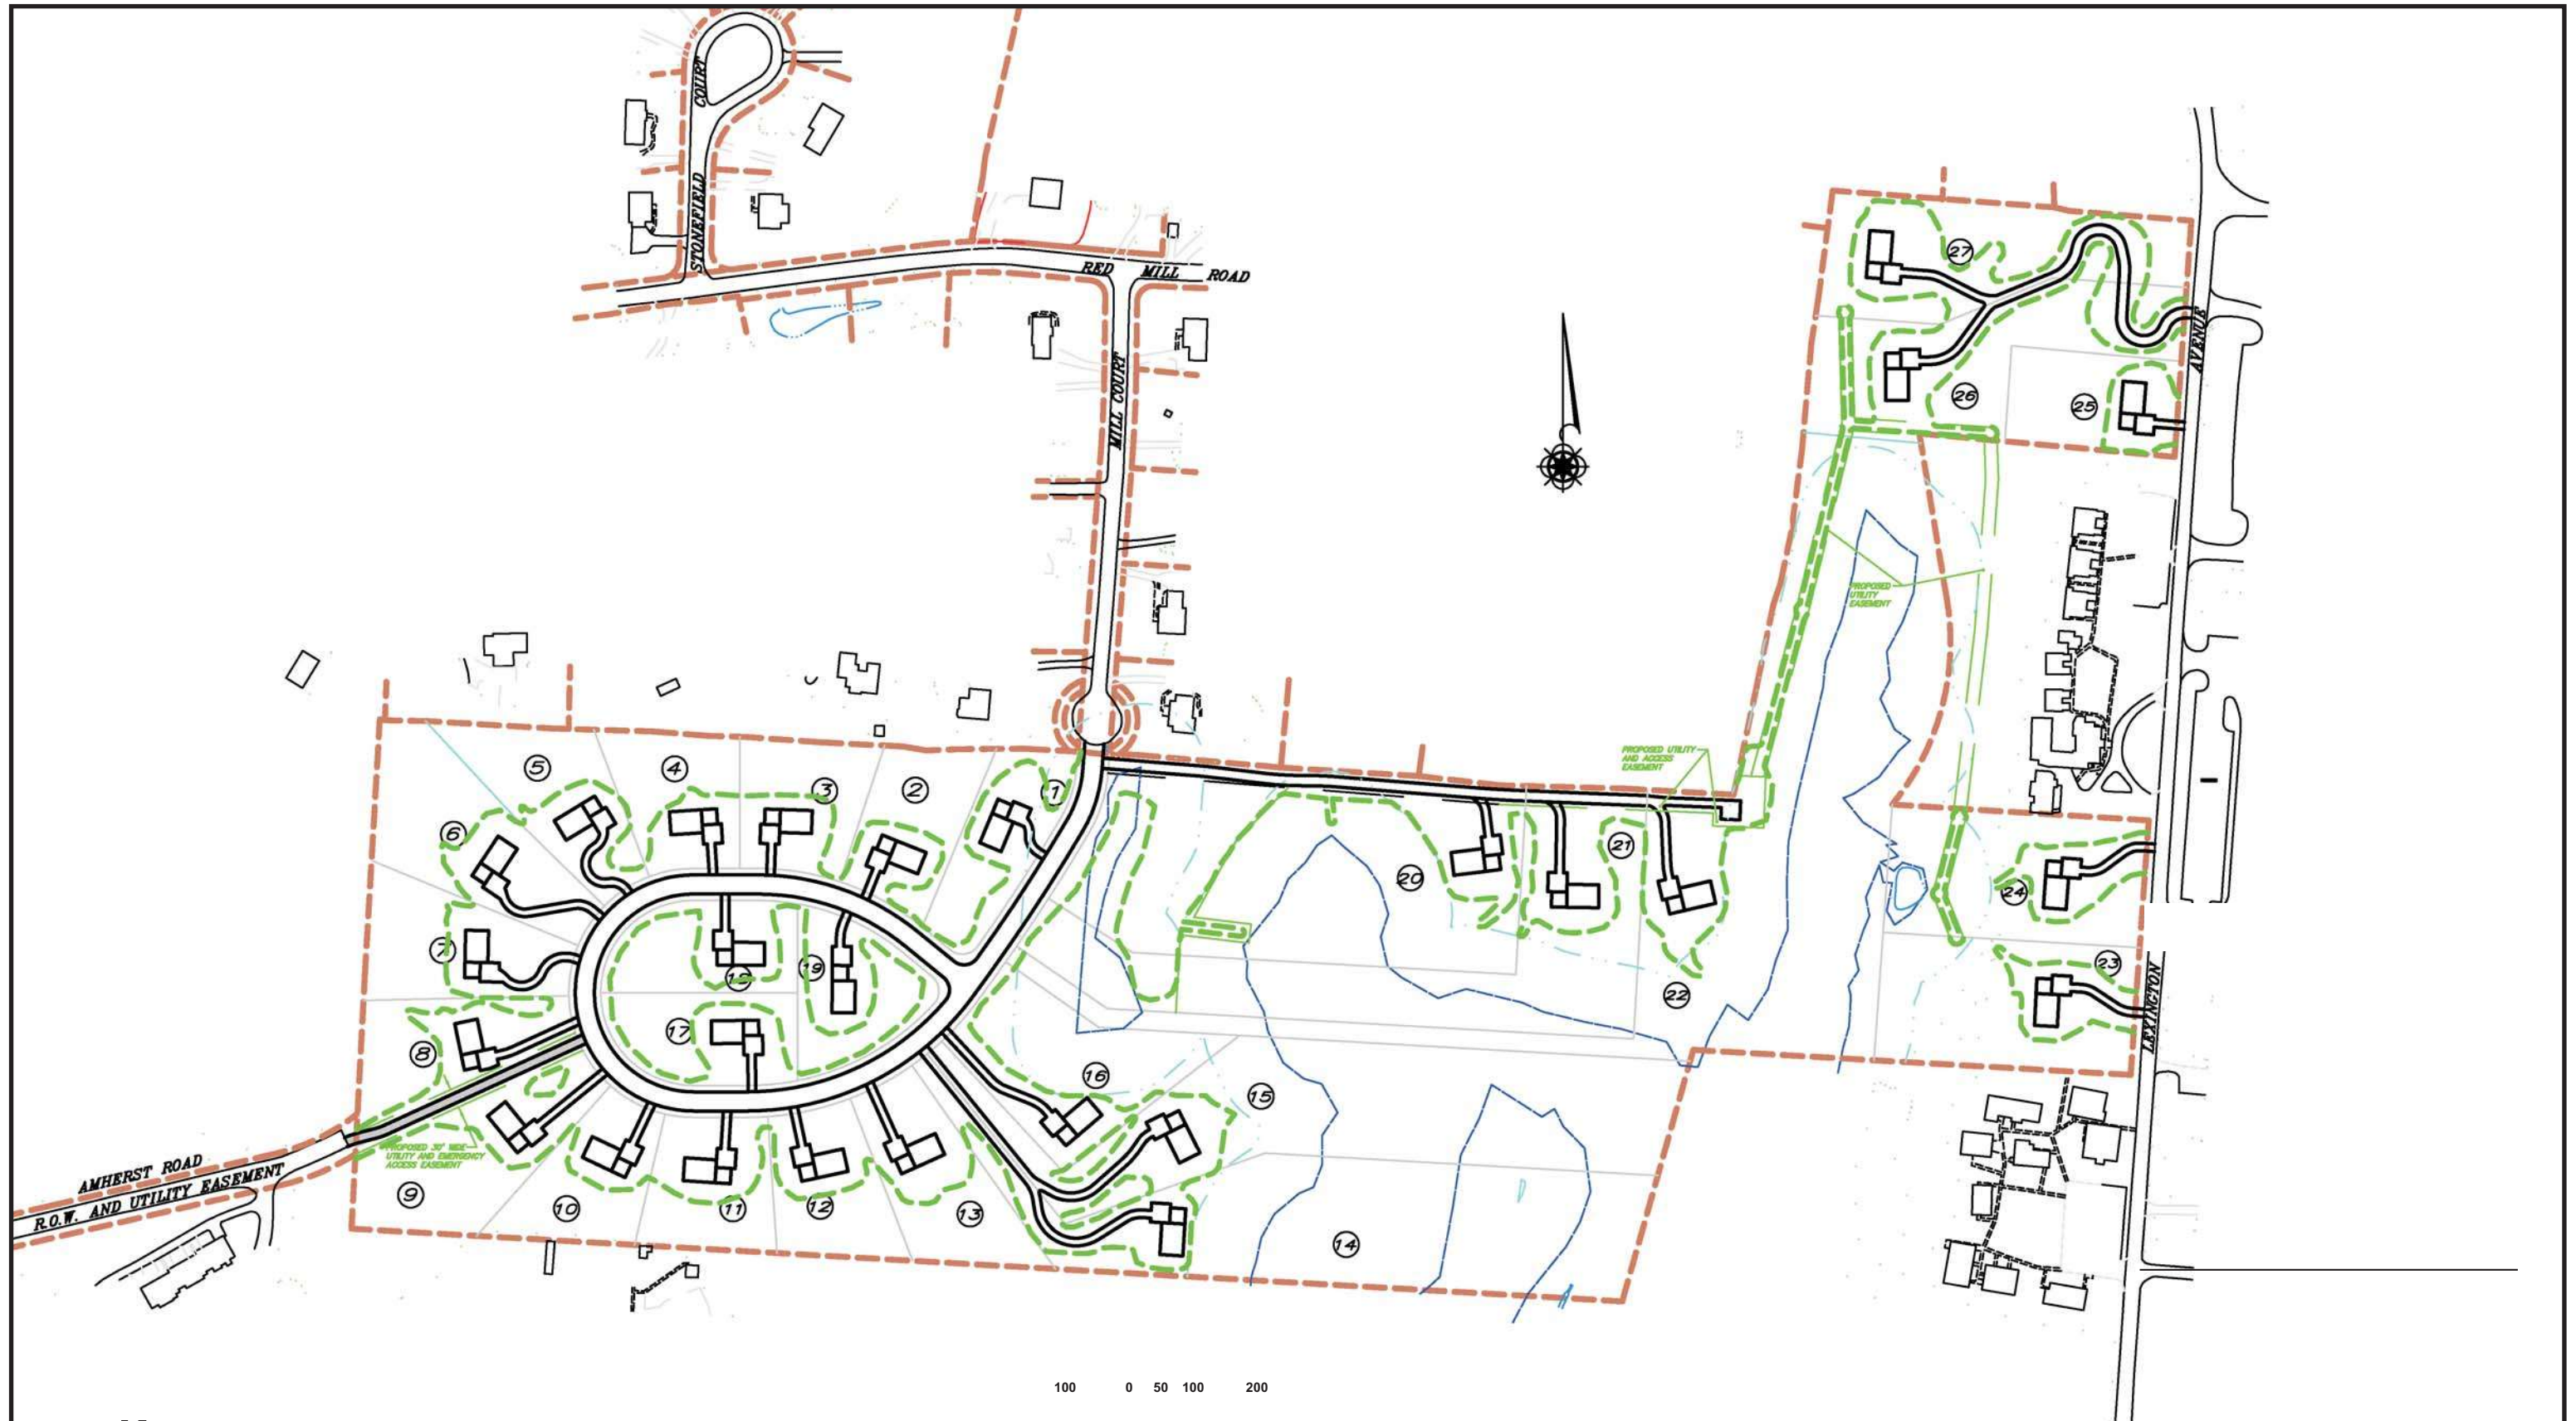 COURT
STONEFIELD
RED MILL ROAD
MILL COURT
27
AVENUE
26
25
PROPOSED
UTILITY
EASEMENT
PROPOSED UTILITY
AND ACCESS
EASEMENT
5
4
3
2
1
6
20
21
24
7
18
19
23
22
17
LEXINGTON
8
16
15
PROPOSED 30' WIDE
UTILITY AND EMERGENCY
ACCESS EASEMENT
AMHERST ROAD
R.O.W. AND UTILITY EASEMENT
9
10
11
12
13
14
100 0 50 100 200